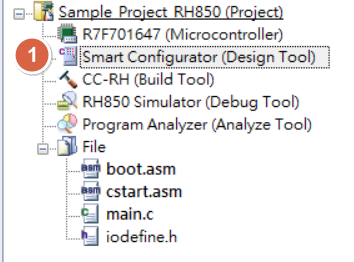 Sample_Project_RH850 (Project)
R7F701647 (Microcontroller)
1
Smart Configurator (Design Tool)
CC-RH (Build Tool)
RH850 Simulator (Debug Tool)
Program Analyzer (Analyze Tool)
File
asm boot.asm
asm cstart.asm
main.c
iodefine.h